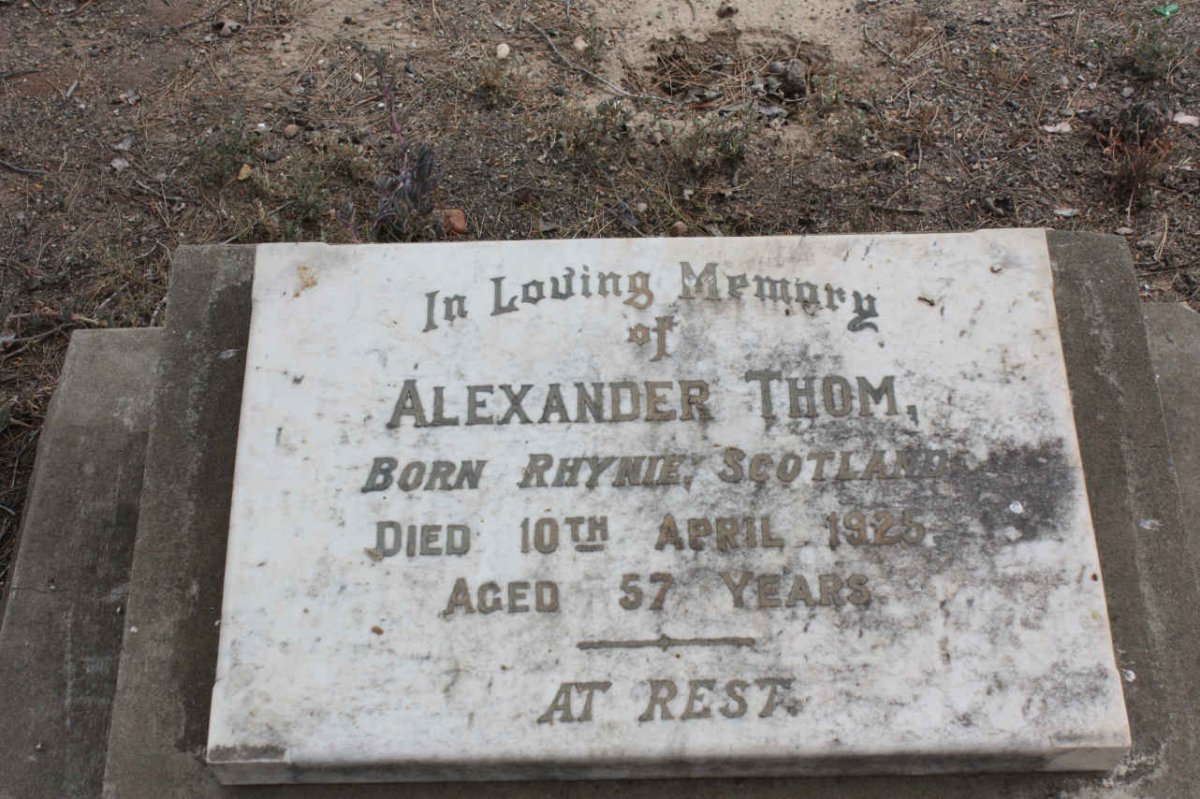 In Loving Memory
of
ALEXANDER THOM,
BORN RHYNIE, SCOTLAND
DIED 10TH APRIL 1925.
AGED 57 YEARS.
AT REST.